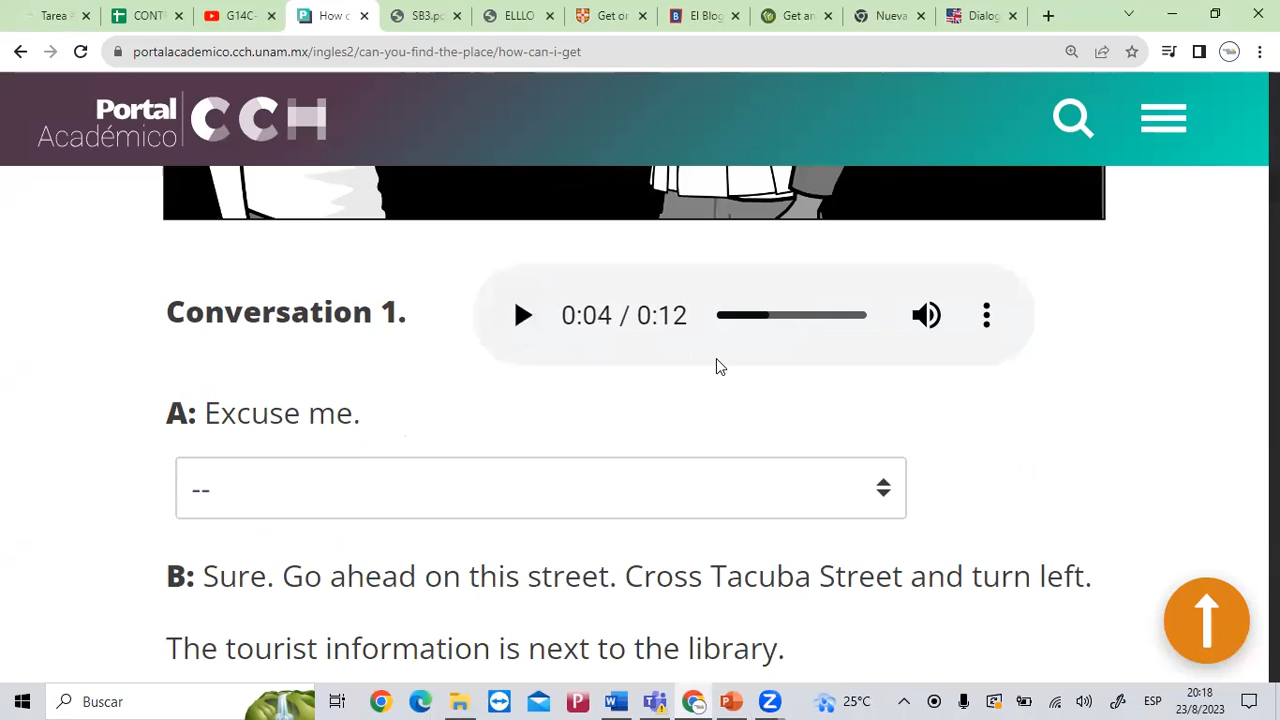 Tarea
CONTI
G14C-
How c
SB3.pc
ELLLO
Get or
El Blog
Get ar
Nueva
Dialog
portalacademico.cch.unam.mx/ingles2/can-you-find-the-place/how-can-i-get
Portal
Académico
CCH
Conversation 1.
0:04 / 0:12
A: Excuse me.
--
B: Sure. Go ahead on this street. Cross Tacuba Street and turn left.
The tourist information is next to the library.
Buscar
25°C
ESP
20:18
23/8/2023